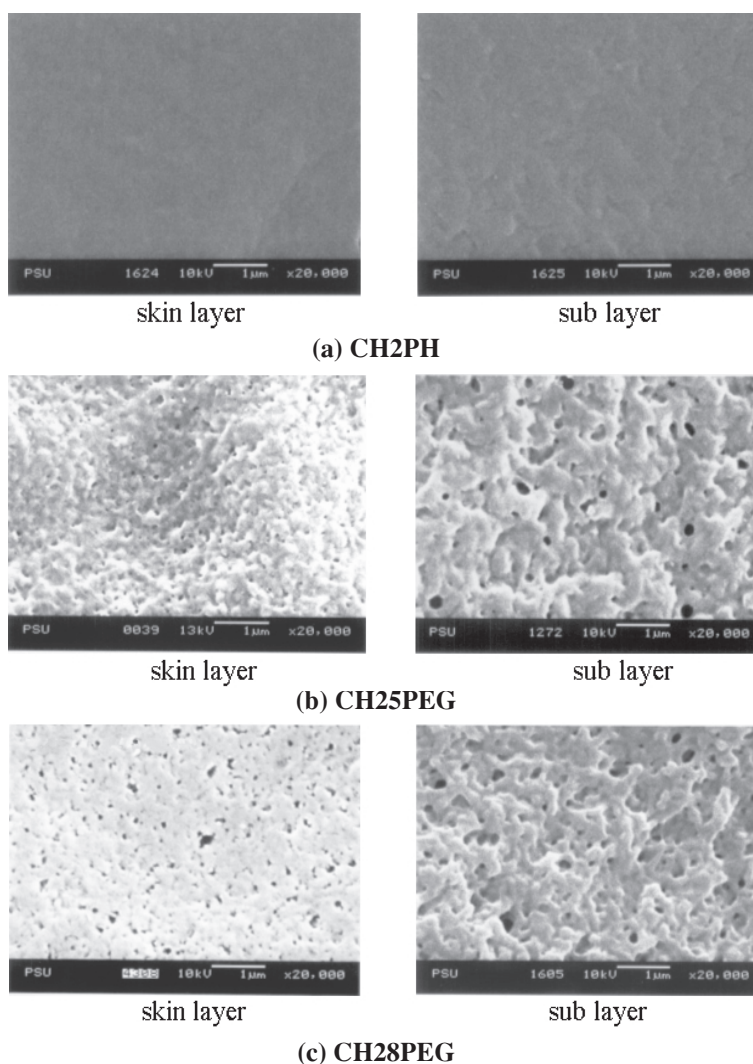 PSU 1624 10kV 1µm x20,000
PSU 1625 10kV 1µm x20,000
skin layer
sub layer
(a) CH2PH
PSU 0039 13kV 1µm x20,000
PSU 1272 10kV 1µm x20,000
skin layer
sub layer
(b) CH25PEG
PSU 4308 10kV 1µm x20,000
PSU 1605 10kV 1µm x20,000
skin layer
sub layer
(c) CH28PEG